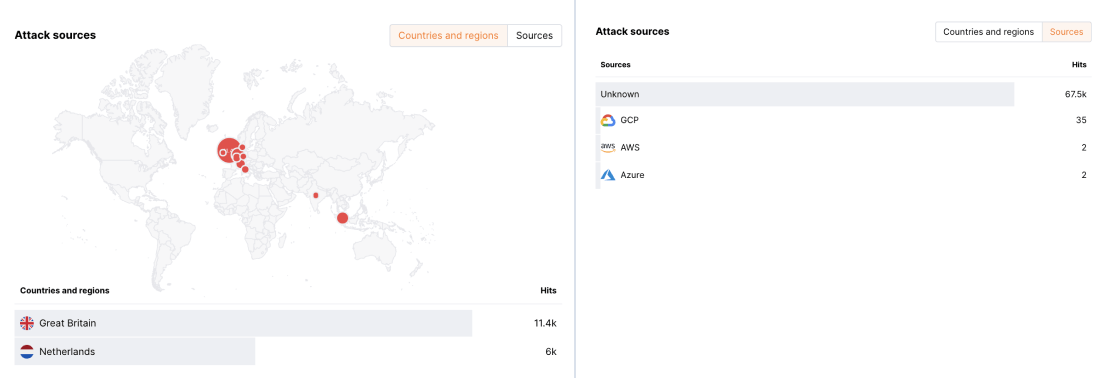 Attack sources
Countries and regions Sources
Countries and regions Hits
Great Britain 11.4k
Netherlands 6k
Attack sources
Countries and regions Sources
Sources Hits
Unknown 67.5k
GCP 35
aws AWS 2
Azure 2